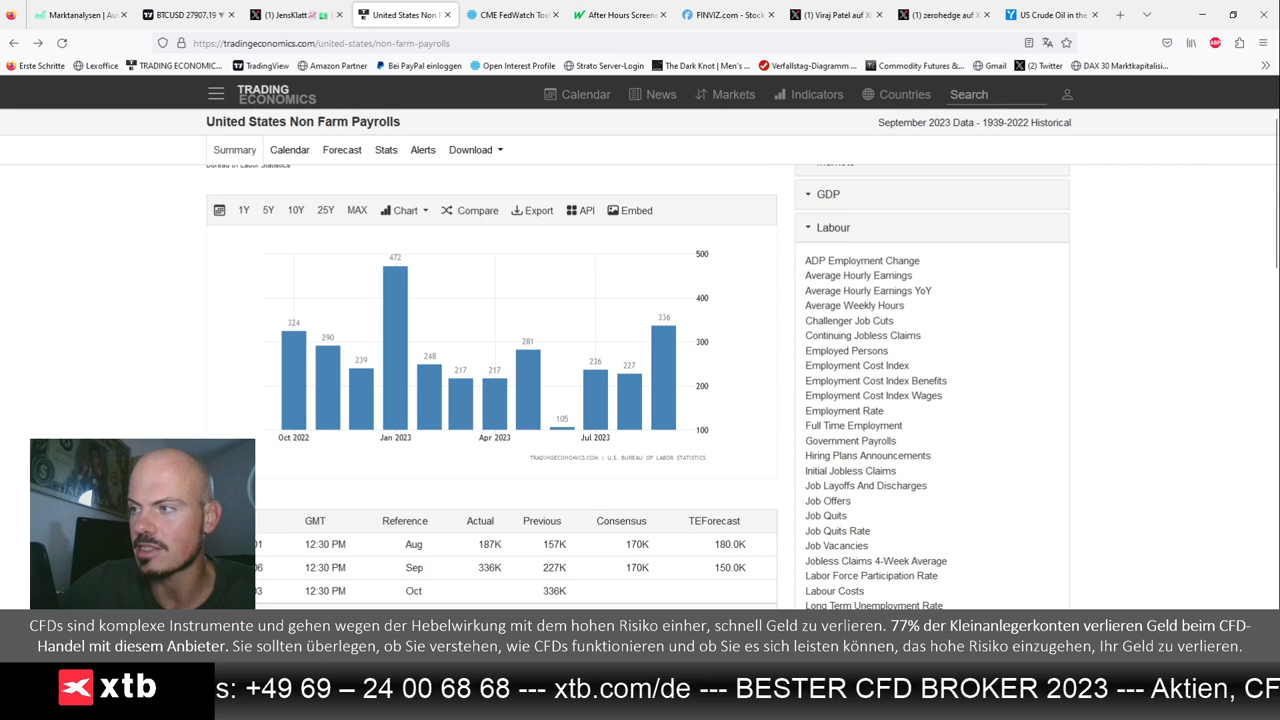 Marktanalysen | Au
BTCUSD 27907.19
(1) JensKlatt
United States Non F
CME FedWatch Too
After Hours Screene
FINVIZ.com - Stock
(1) Viraj Patel auf X
(1) zerohedge auf X
US Crude Oil in the
https://tradingeconomics.com/united-states/non-farm-payrolls
Erste Schritte
Lexoffice
TRADING ECONOMIC...
TradingView
Amazon Partner
Bei PayPal einloggen
Open Interest Profile
Strato Server-Login
The Dark Knot | Men's ...
Verfallstag-Diagramm ...
Commodity Futures &...
Gmail
(2) Twitter
DAX 30 Marktkapitalisi...
TRADING
ECONOMICS
Calendar
News
Markets
Indicators
Countries
Search
United States Non Farm Payrolls
September 2023 Data - 1939-2022 Historical
Summary
Calendar
Forecast
Stats
Alerts
Download
Bureau of Labor Statistics
1Y
5Y
10Y
25Y
MAX
Chart
Compare
Export
API
Embed
324
290
239
472
248
217
217
281
105
236
227
336
500
400
300
200
100
Oct 2022
Jan 2023
Apr 2023
Jul 2023
TRADINGECONOMICS.COM | U.S. BUREAU OF LABOR STATISTICS
GMT Reference Actual Previous Consensus TEForecast
01 12:30 PM Aug 187K 157K 170K 180.0K
06 12:30 PM Sep 336K 227K 170K 150.0K
03 12:30 PM Oct 336K
GDP
Labour
ADP Employment Change
Average Hourly Earnings
Average Hourly Earnings YoY
Average Weekly Hours
Challenger Job Cuts
Continuing Jobless Claims
Employed Persons
Employment Cost Index
Employment Cost Index Benefits
Employment Cost Index Wages
Employment Rate
Full Time Employment
Government Payrolls
Hiring Plans Announcements
Initial Jobless Claims
Job Layoffs And Discharges
Job Offers
Job Quits
Job Quits Rate
Job Vacancies
Jobless Claims 4-Week Average
Labor Force Participation Rate
Labour Costs
Long Term Unemployment Rate
CFDs sind komplexe Instrumente und gehen wegen der Hebelwirkung mit dem hohen Risiko einher, schnell Geld zu verlieren. 77% der Kleinanlegerkonten verlieren Geld beim CFD-
Handel mit diesem Anbieter. Sie sollten überlegen, ob Sie verstehen, wie CFDs funktionieren und ob Sie es sich leisten können, das hohe Risiko einzugehen, Ihr Geld zu verlieren.
xtb
s: +49 69 – 24 00 68 68 --- xtb.com/de --- BESTER CFD BROKER 2023 --- Aktien, CF